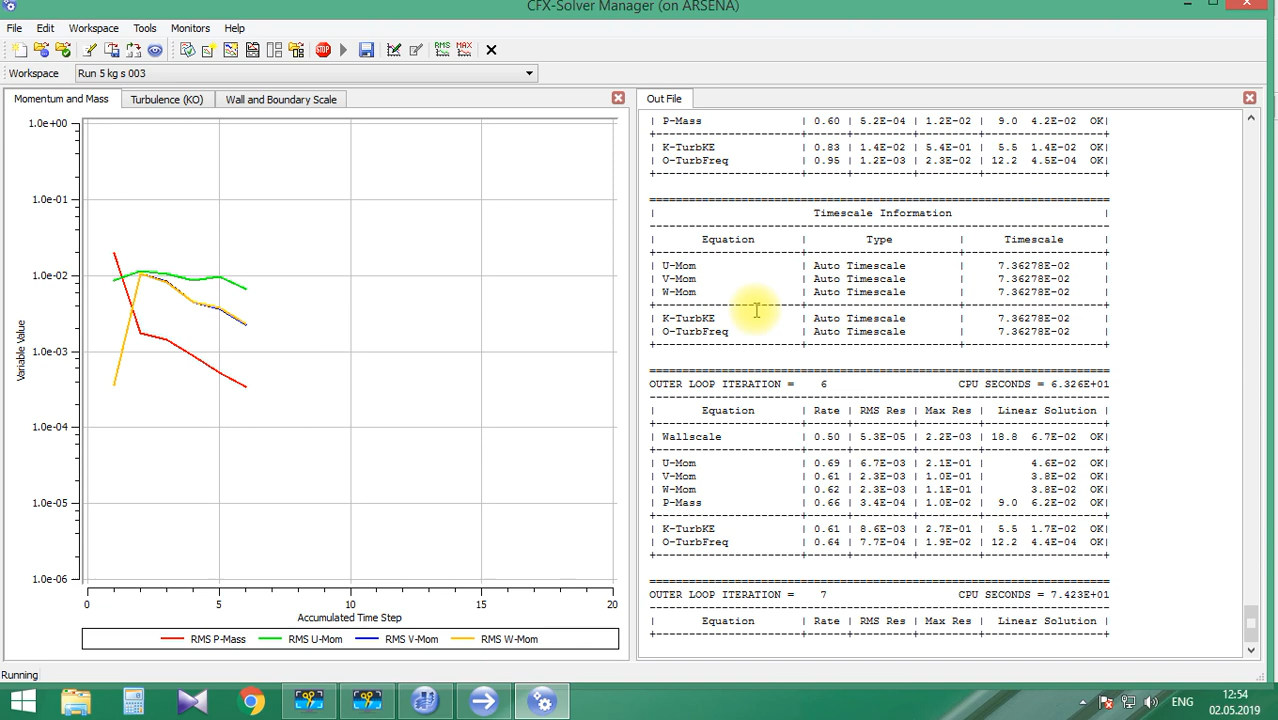 CFX-Solver Manager (on ARSENA)
File Edit Workspace Tools Monitors Help
STOP RMS MAX
Workspace Run 5 kg s 003
Momentum and Mass Turbulence (KO) Wall and Boundary Scale
Variable Value
1.0e+00
1.0e-01
1.0e-02
1.0e-03
1.0e-04
1.0e-05
1.0e-06
0 5 10 15 20
Accumulated Time Step
RMS P-Mass RMS U-Mom RMS V-Mom RMS W-Mom
Out File
| P-Mass | 0.60 | 5.2E-04 | 1.2E-02 | 9.0 4.2E-02 OK|
+----------------------+------+---------+---------+------------------+
| K-TurbKE | 0.83 | 1.4E-02 | 5.4E-01 | 5.5 1.4E-02 OK|
| O-TurbFreq | 0.95 | 1.2E-03 | 2.3E-02 | 12.2 4.5E-04 OK|
+----------------------+------+---------+---------+------------------+
======================================================================
| Timescale Information |
----------------------------------------------------------------------
| Equation | Type | Timescale |
+----------------------+-----------------------+---------------------+
| U-Mom | Auto Timescale | 7.36278E-02 |
| V-Mom | Auto Timescale | 7.36278E-02 |
| W-Mom | Auto Timescale | 7.36278E-02 |
+----------------------+-----------------------+---------------------+
| K-TurbKE | Auto Timescale | 7.36278E-02 |
| O-TurbFreq | Auto Timescale | 7.36278E-02 |
+----------------------+-----------------------+---------------------+
======================================================================
OUTER LOOP ITERATION = 6 CPU SECONDS = 6.326E+01
----------------------------------------------------------------------
| Equation | Rate | RMS Res | Max Res | Linear Solution |
+----------------------+------+---------+---------+------------------+
| Wallscale | 0.50 | 5.3E-05 | 2.2E-03 | 18.8 6.7E-02 OK|
+----------------------+------+---------+---------+------------------+
| U-Mom | 0.69 | 6.7E-03 | 2.1E-01 | 4.6E-02 OK|
| V-Mom | 0.61 | 2.3E-03 | 1.0E-01 | 3.8E-02 OK|
| W-Mom | 0.62 | 2.3E-03 | 1.1E-01 | 3.8E-02 OK|
| P-Mass | 0.66 | 3.4E-04 | 1.0E-02 | 9.0 6.2E-02 OK|
+----------------------+------+---------+---------+------------------+
| K-TurbKE | 0.61 | 8.6E-03 | 2.7E-01 | 5.5 1.7E-02 OK|
| O-TurbFreq | 0.64 | 7.7E-04 | 1.9E-02 | 12.2 4.4E-04 OK|
+----------------------+------+---------+---------+------------------+
======================================================================
OUTER LOOP ITERATION = 7 CPU SECONDS = 7.423E+01
----------------------------------------------------------------------
| Equation | Rate | RMS Res | Max Res | Linear Solution |
+----------------------+------+---------+---------+------------------+
Running
ENG
12:54
02.05.2019